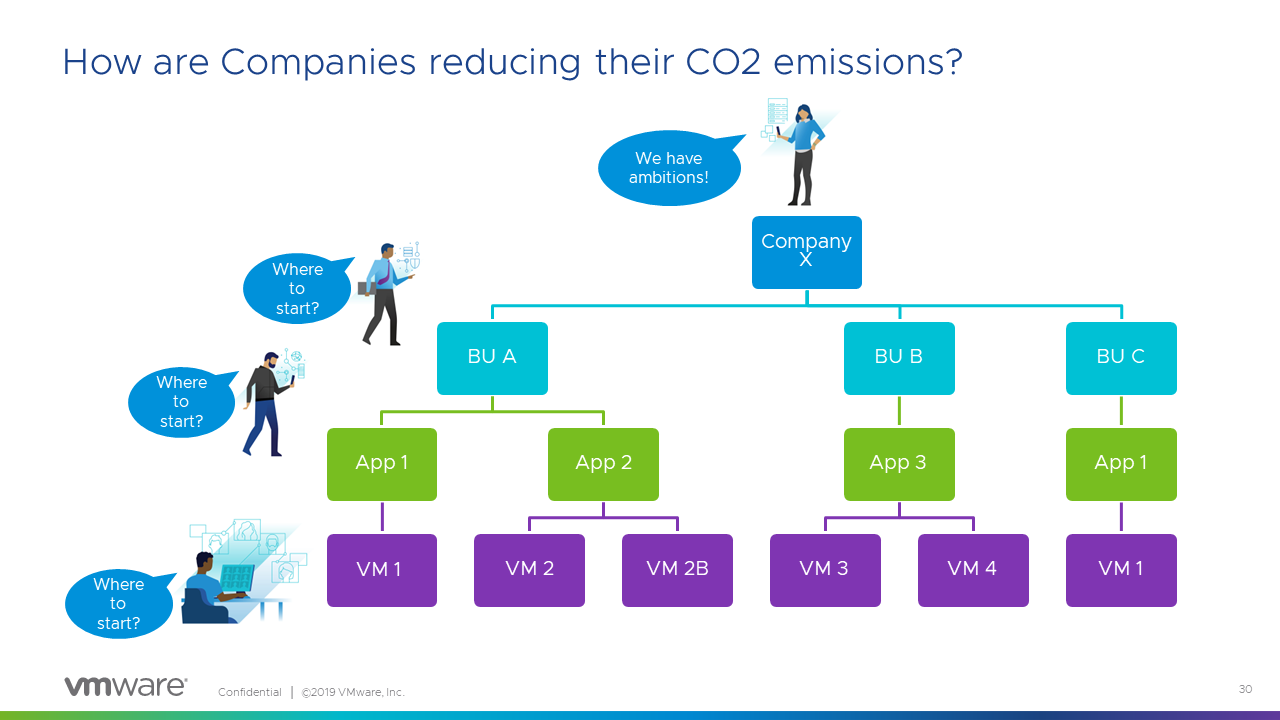 How are Companies reducing their CO2 emissions?
We have
ambitions!
Company
X
Where
to
start?
BU A
BU B
BU C
Where
to
start?
App 1
App 2
App 3
App 1
Where
to
start?
VM 1
VM 2
VM 2B
VM 3
VM 4
VM 1
vmware®
Confidential │ ©2019 VMware, Inc.
30